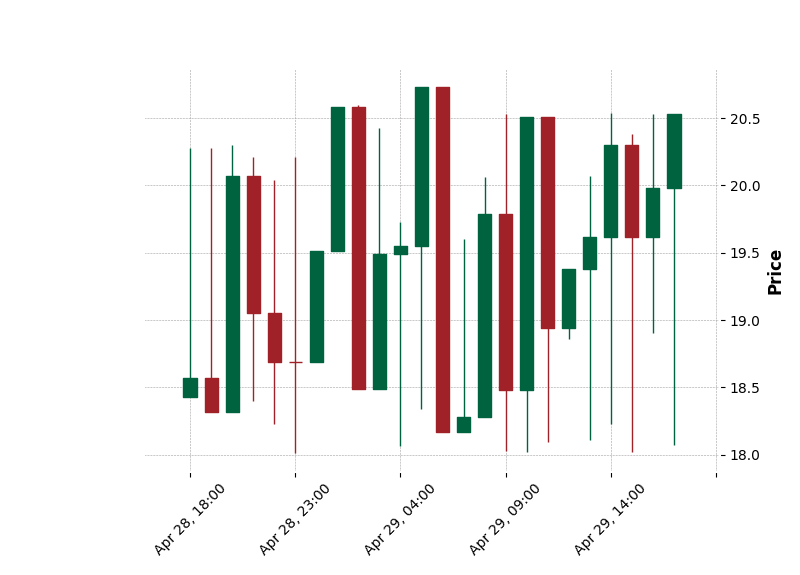 20.5
20.0
19.5
19.0
18.5
18.0
Price
Apr 28, 18:00
Apr 28, 23:00
Apr 29, 04:00
Apr 29, 09:00
Apr 29, 14:00